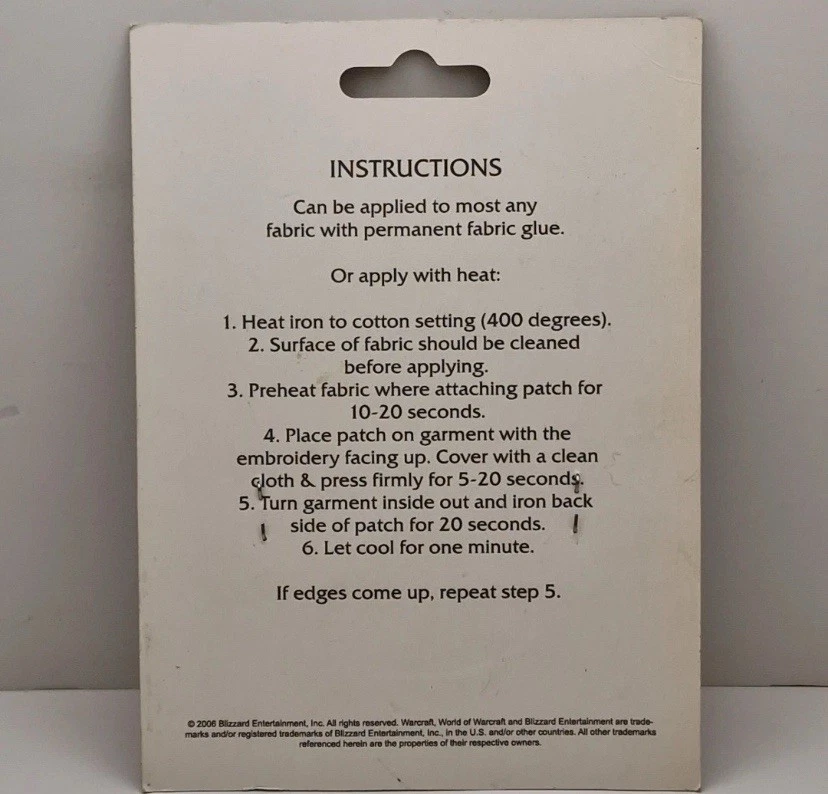 INSTRUCTIONS
Can be applied to most any
fabric with permanent fabric glue.
Or apply with heat:
1. Heat iron to cotton setting (400 degrees).
2. Surface of fabric should be cleaned
before applying.
3. Preheat fabric where attaching patch for
10-20 seconds.
4. Place patch on garment with the
embroidery facing up. Cover with a clean
cloth & press firmly for 5-20 seconds.
5. Turn garment inside out and iron back
side of patch for 20 seconds.
6. Let cool for one minute.
If edges come up, repeat step 5.
© 2006 Blizzard Entertainment, Inc. All rights reserved. Warcraft, World of Warcraft and Blizzard Entertainment are trade-
marks and/or registered trademarks of Blizzard Entertainment, Inc., in the U.S. and/or other countries. All other trademarks
referenced herein are the properties of their respective owners.